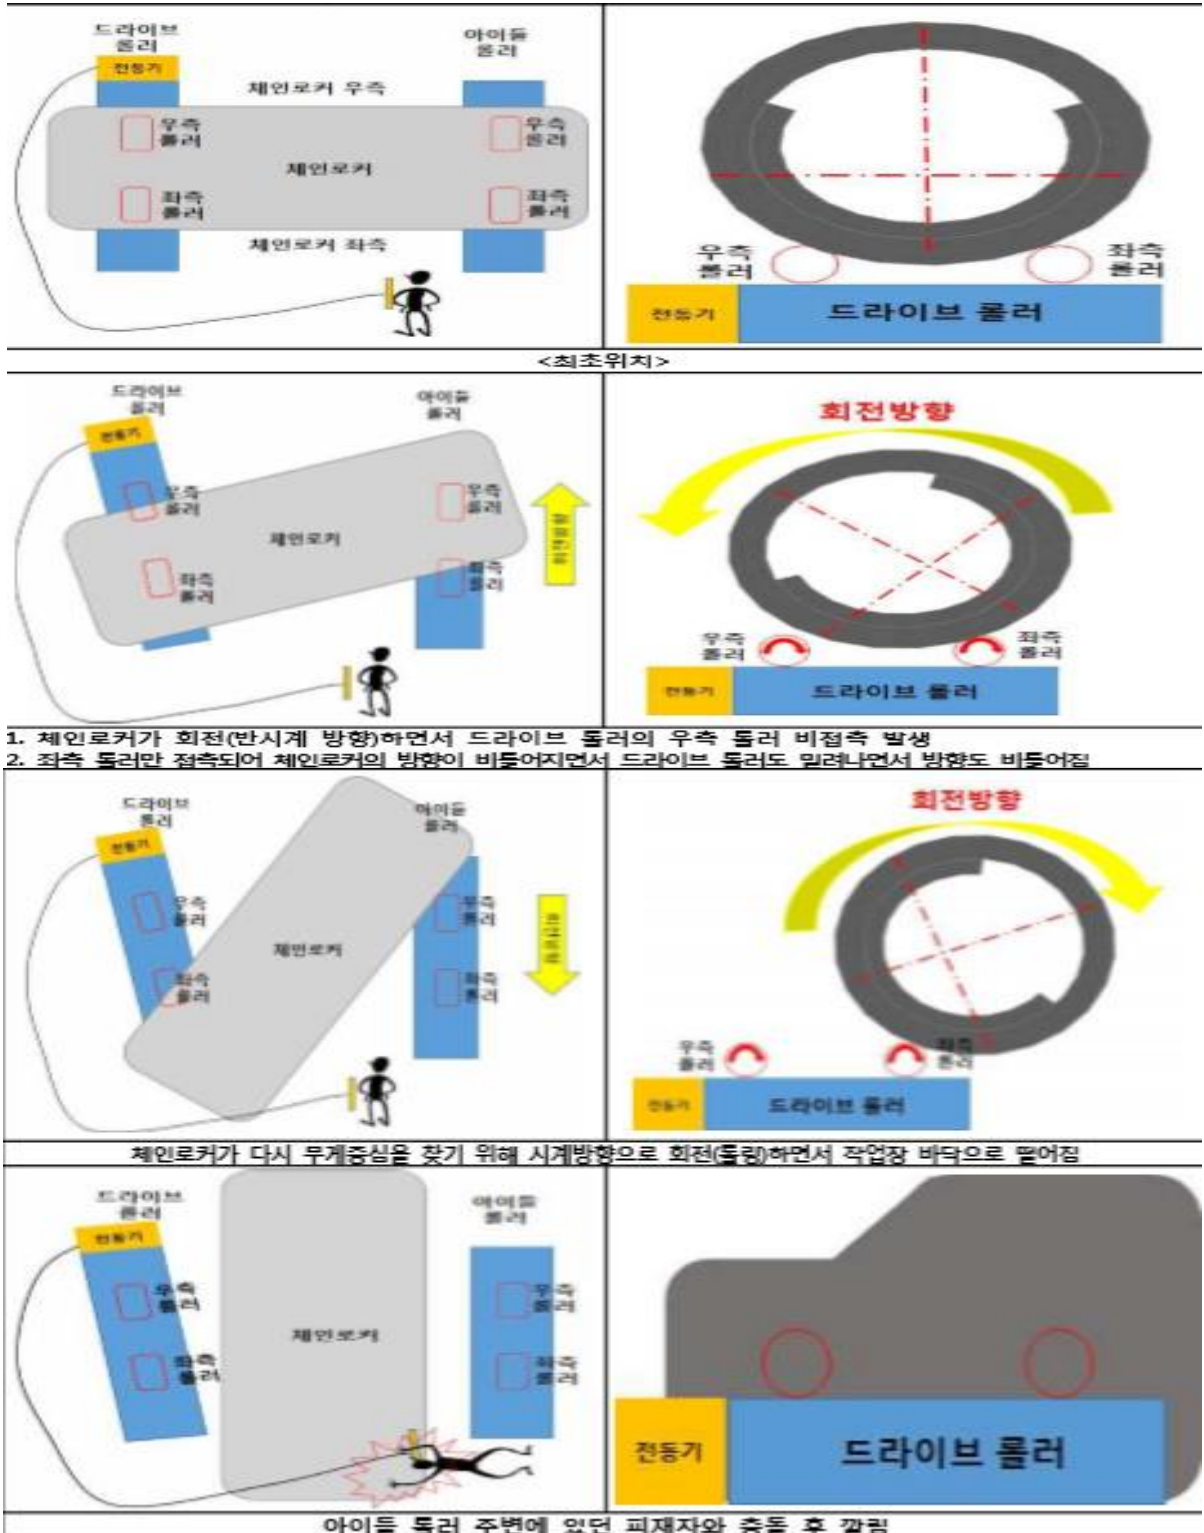 드라이브
롤러
전동기
아이들
롤러
체인로커 우측
우측
롤러
우측
롤러
체인로커
좌측
롤러
좌측
롤러
체인로커 좌측
우측
롤러
좌측
롤러
전동기
드라이브 롤러
<최초위치>
드라이브
롤러
전동기
아이들
롤러
우측
롤러
우측
롤러
체인로커
좌측
롤러
좌측
롤러
회전방향
회전방향
우측
롤러
좌측
롤러
전동기
드라이브 롤러
1. 체인로커가 회전(반시계 방향)하면서 드라이브 롤러의 우측 롤러 비접촉 발생
2. 좌측 롤러만 접촉되어 체인로커의 방향이 비틀어지면서 드라이브 롤러도 밀려나면서 방향도 비틀어짐
드라이브
롤러
전동기
아이들
롤러
우측
롤러
우측
롤러
체인로커
좌측
롤러
좌측
롤러
회전방향
회전방향
우측
롤러
좌측
롤러
전동기
드라이브 롤러
체인로커가 다시 무게중심을 찾기 위해 시계방향으로 회전(롤링)하면서 작업장 바닥으로 떨어짐
드라이브
롤러
전동기
아이들
롤러
우측
롤러
우측
롤러
체인로커
좌측
롤러
좌측
롤러
전동기
드라이브 롤러
아이들 롤러 주변에 있던 피재자와 충돌 후 깔림